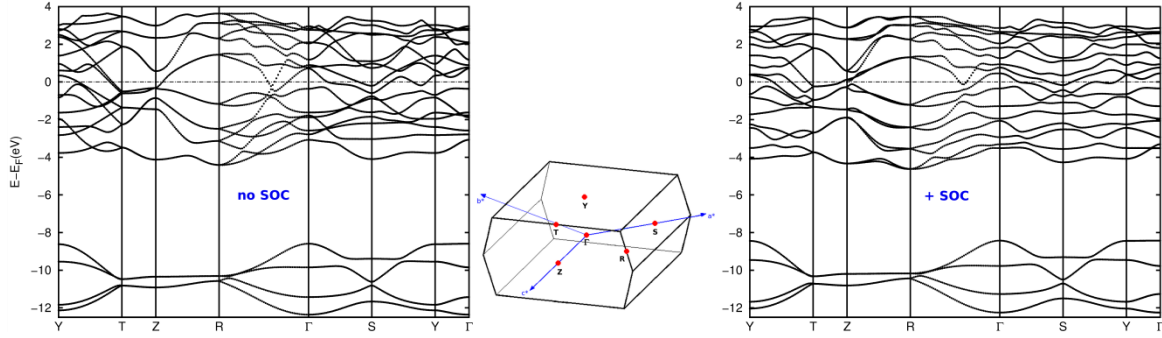 E−E_F(eV)
4
2
0
−2
−4
−6
−8
−10
−12
no SOC
Y T Z R Γ S Y Γ
b*
a*
c*
Y
T
Γ
S
R
Z
4
2
0
−2
−4
−6
−8
−10
−12
+ SOC
Y T Z R Γ S Y Γ